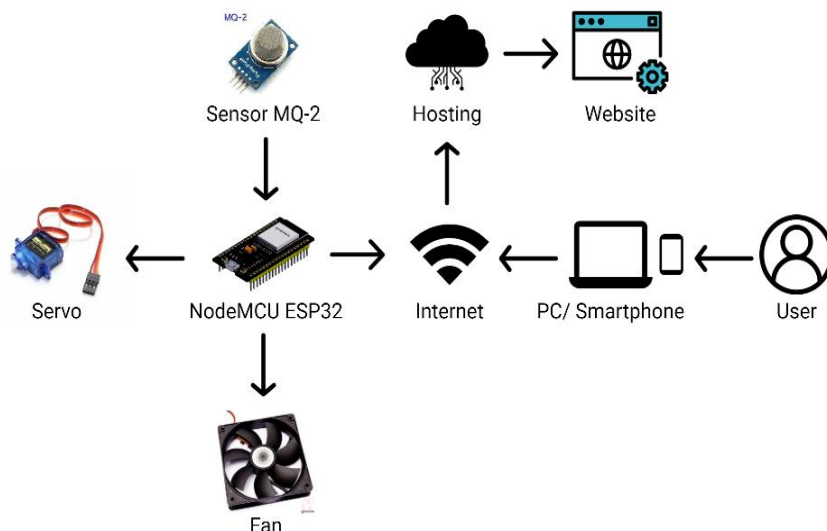 MQ-2
Sensor MQ-2
Hosting
Website
Servo
NodeMCU ESP32
Internet
PC/ Smartphone
User
Fan